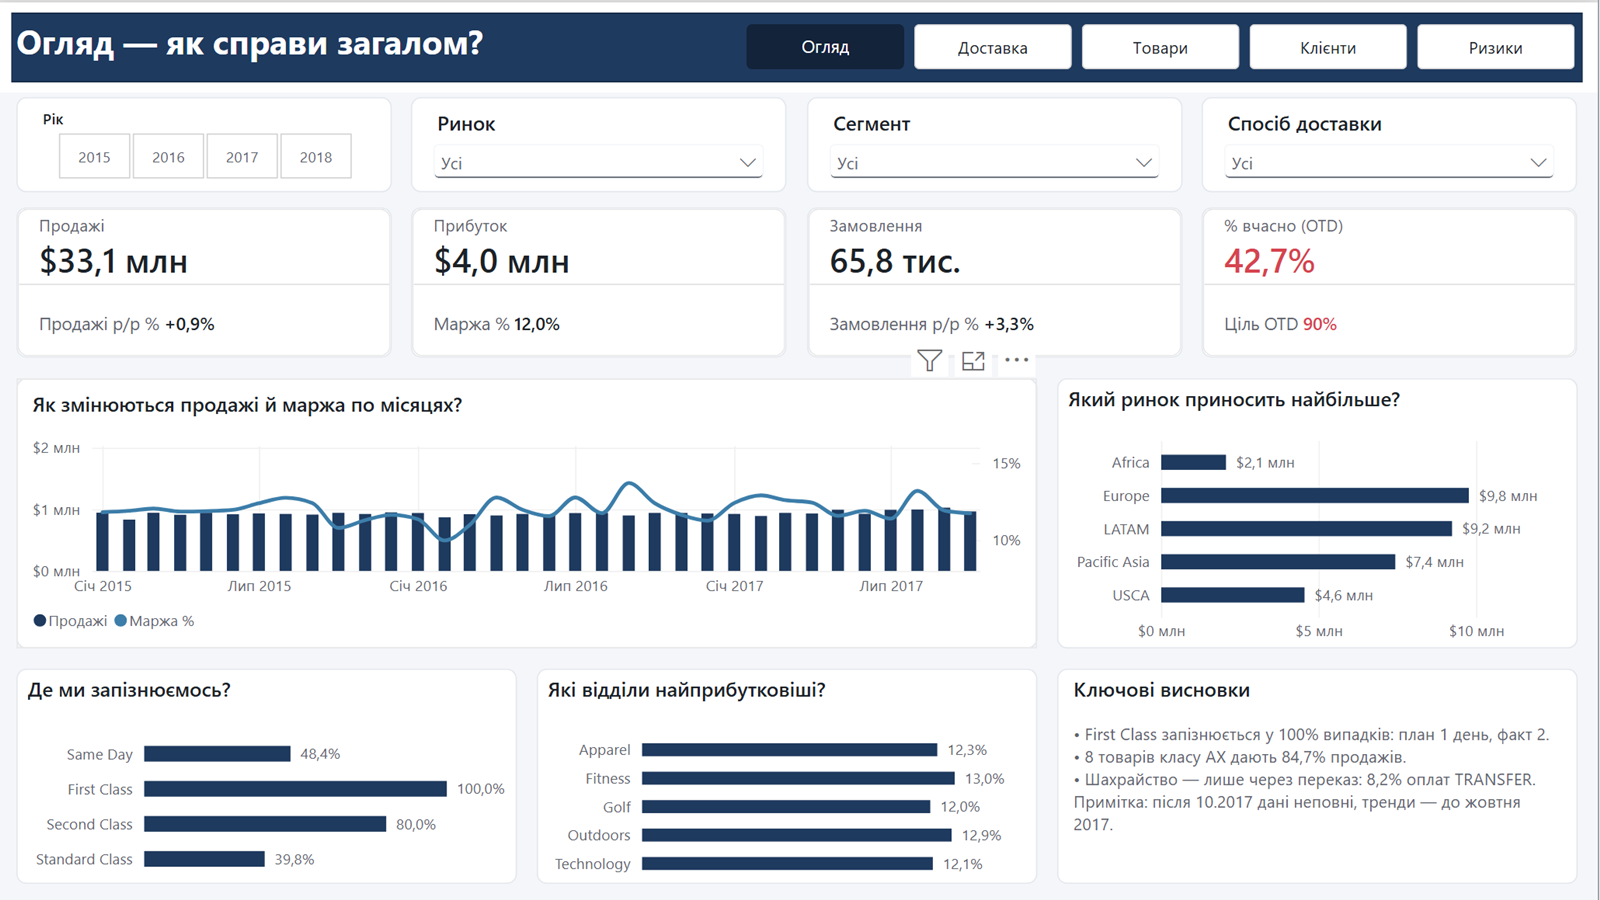 Огляд — як справи загалом?
Огляд
Доставка
Товари
Клієнти
Ризики
Рік
2015 2016 2017 2018
Ринок
Усі
Сегмент
Усі
Спосіб доставки
Усі
Продажі
$33,1 млн
Продажі р/р % +0,9%
Прибуток
$4,0 млн
Маржа % 12,0%
Замовлення
65,8 тис.
Замовлення р/р % +3,3%
% вчасно (OTD)
42,7%
Ціль OTD 90%
Як змінюються продажі й маржа по місяцях?
$2 млн
$1 млн
$0 млн
15%
10%
Січ 2015 Лип 2015 Січ 2016 Лип 2016 Січ 2017 Лип 2017
Продажі Маржа %
Який ринок приносить найбільше?
Africa $2,1 млн
Europe $9,8 млн
LATAM $9,2 млн
Pacific Asia $7,4 млн
USCA $4,6 млн
$0 млн $5 млн $10 млн
Де ми запізнюємось?
Same Day 48,4%
First Class 100,0%
Second Class 80,0%
Standard Class 39,8%
Які відділи найприбутковіші?
Apparel 12,3%
Fitness 13,0%
Golf 12,0%
Outdoors 12,9%
Technology 12,1%
Ключові висновки
• First Class запізнюється у 100% випадків: план 1 день, факт 2.
• 8 товарів класу AX дають 84,7% продажів.
• Шахрайство — лише через переказ: 8,2% оплат TRANSFER.
Примітка: після 10.2017 дані неповні, тренди — до жовтня
2017.